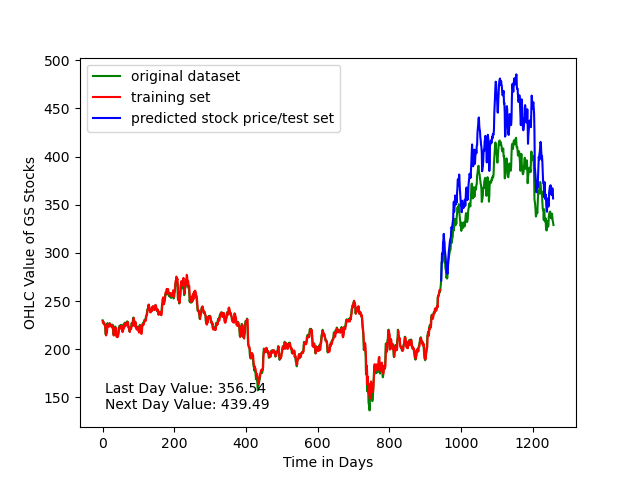 500
450
400
350
300
250
200
150
OHLC Value of GS Stocks
original dataset
training set
predicted stock price/test set
Last Day Value: 356.54
Next Day Value: 439.49
0 200 400 600 800 1000 1200
Time in Days